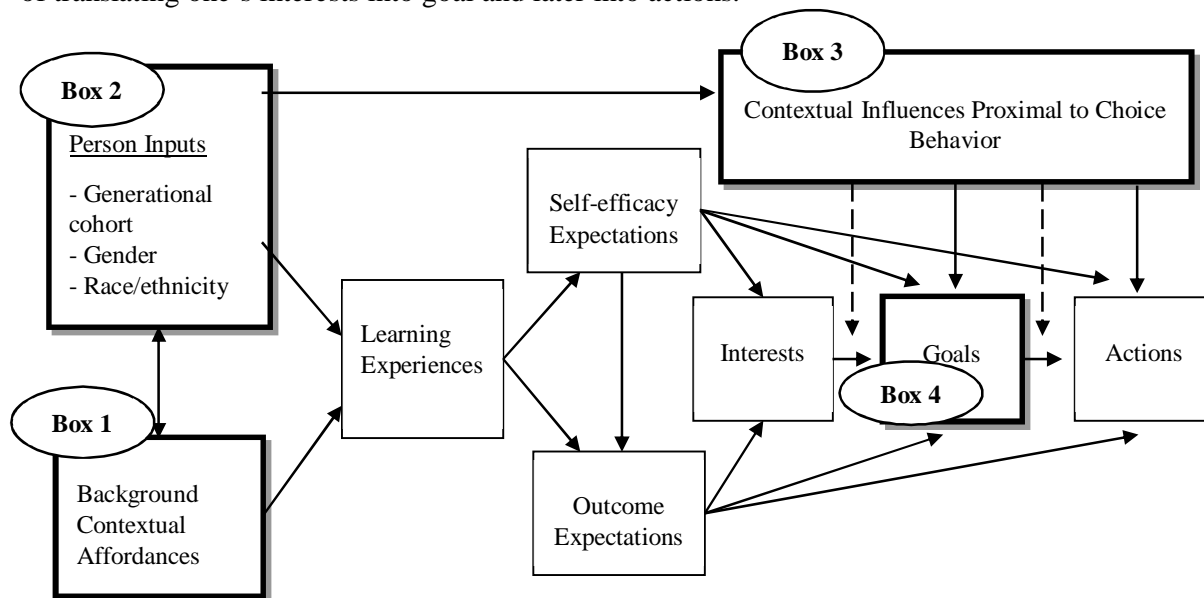 of translating one's interests into goal and later into actions.
Box 2
Person Inputs
- Generational
cohort
- Gender
- Race/ethnicity
Box 3
Contextual Influences Proximal to Choice
Behavior
Self-efficacy
Expectations
Learning
Experiences
Interests
Goals
Box 4
Actions
Box 1
Background
Contextual
Affordances
Outcome
Expectations